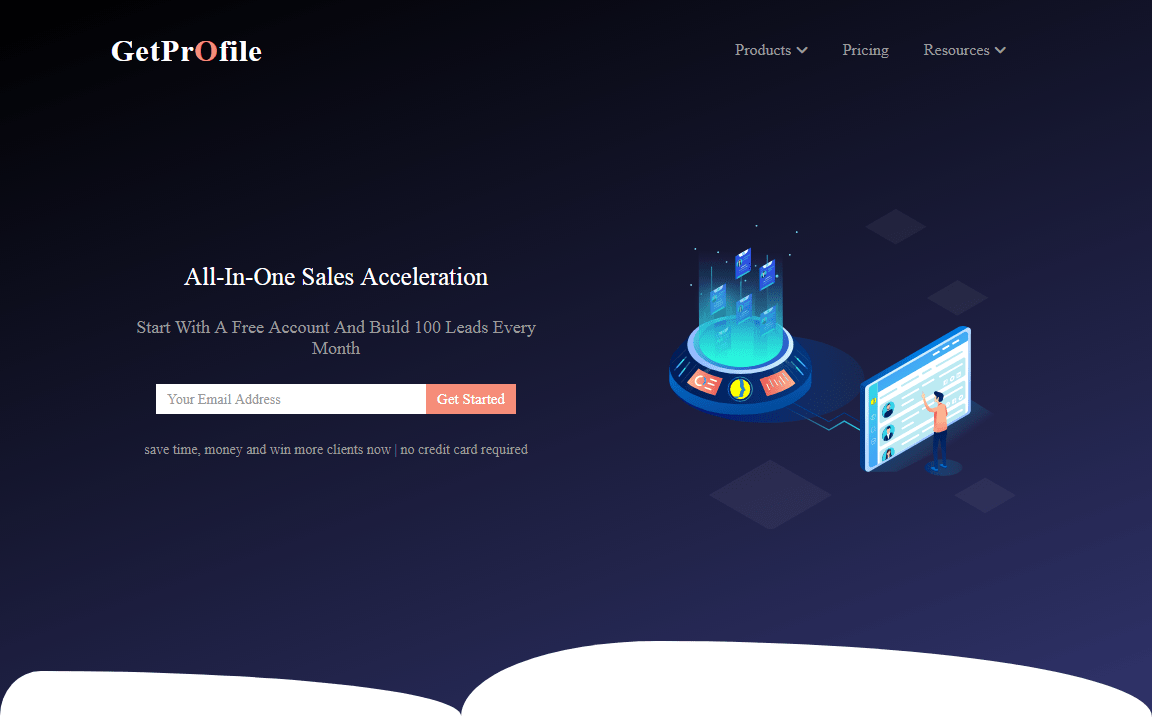 GetPrOfile
Products
Pricing
Resources
All-In-One Sales Acceleration
Start With A Free Account And Build 100 Leads Every
Month
Your Email Address
Get Started
save time, money and win more clients now | no credit card required